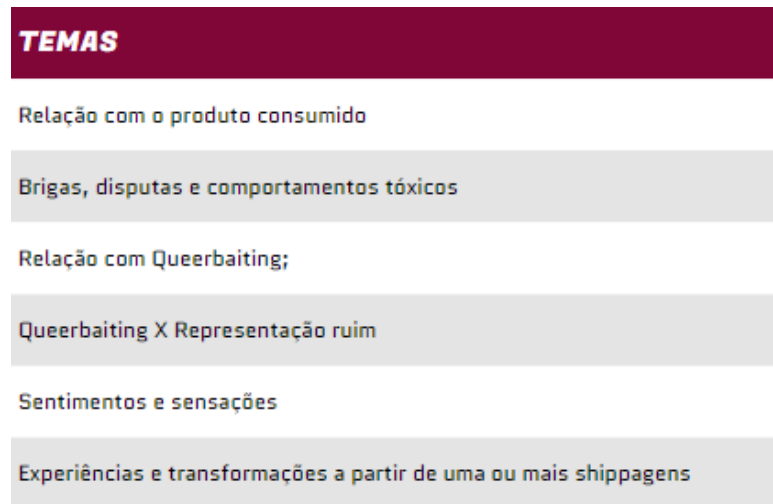 TEMAS
Relação com o produto consumido
Brigas, disputas e comportamentos tóxicos
Relação com Queerbaiting;
Queerbaiting X Representação ruim
Sentimentos e sensações
Experiências e transformações a partir de uma ou mais shippagens